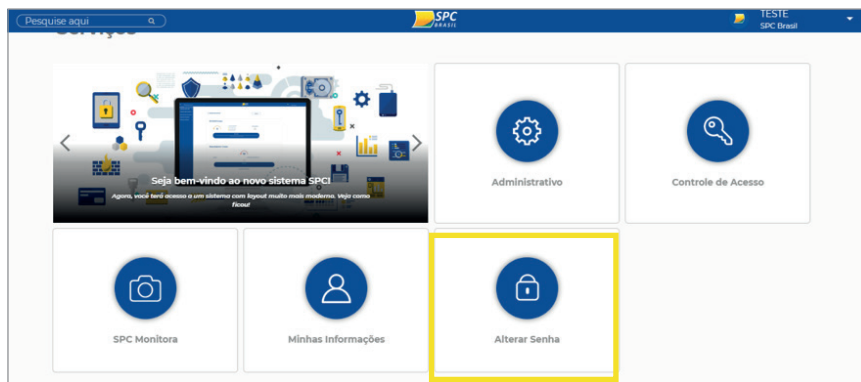 Pesquise aqui
SPC
BRASIL
TESTE
SPC Brasil
Serviços
Seja bem-vindo ao novo sistema SPC!
Agora, você terá acesso a um sistema com layout muito mais moderno. Veja como
ficou!
Administrativo
Controle de Acesso
SPC Monitora
Minhas Informações
Alterar Senha